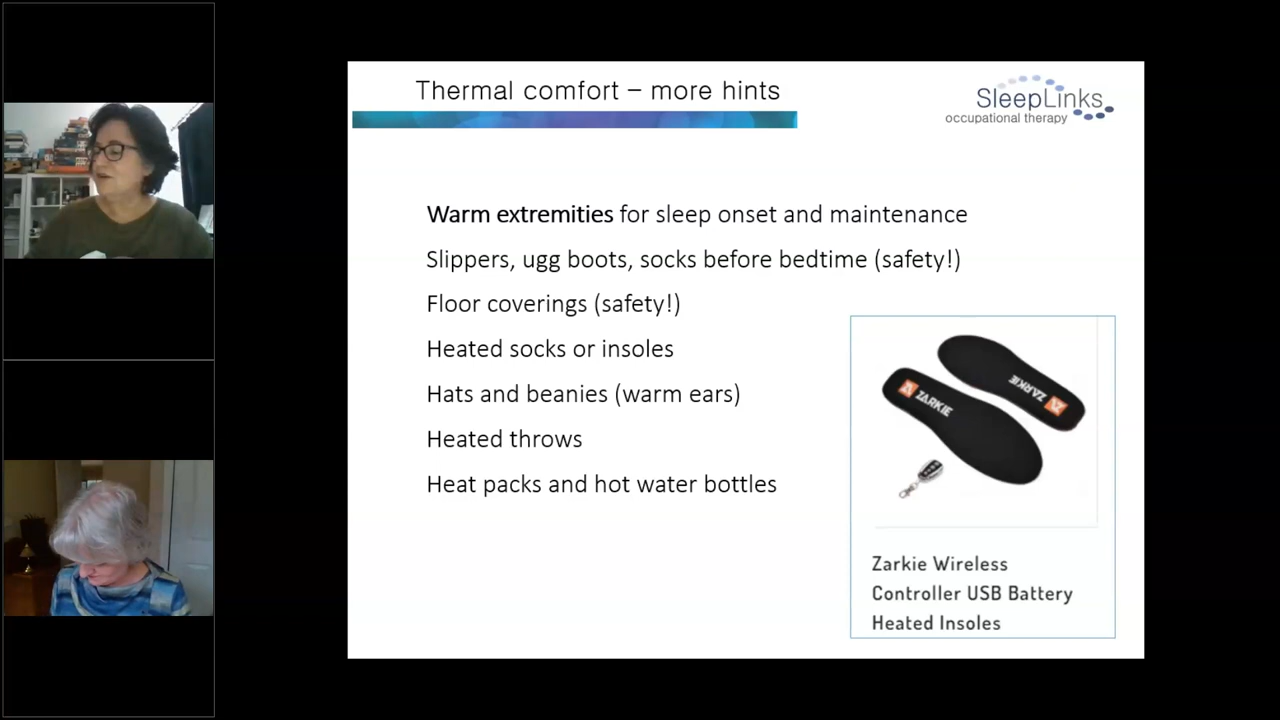 Thermal comfort – more hints
SleepLinks
occupational therapy
Warm extremities for sleep onset and maintenance
Slippers, ugg boots, socks before bedtime (safety!)
Floor coverings (safety!)
Heated socks or insoles
Hats and beanies (warm ears)
Heated throws
Heat packs and hot water bottles
ZARKIE
ZARKIE
Zarkie Wireless
Controller USB Battery
Heated Insoles